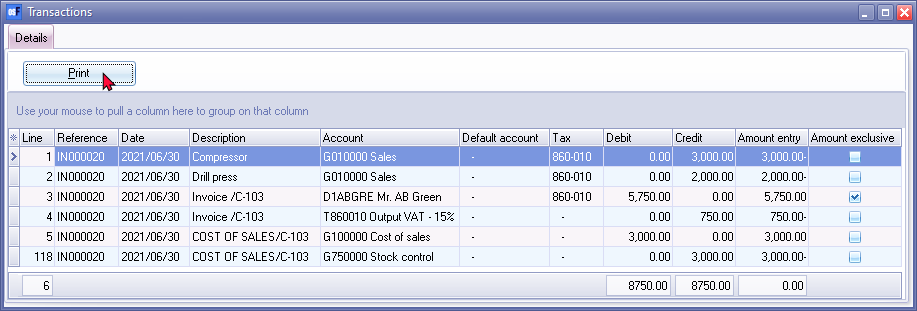 Transactions
Details
Print
Use your mouse to pull a column here to group on that column
Line Reference Date Description Account Default account Tax Debit Credit Amount entry Amount exclusive
1 IN000020 2021/06/30 Compressor G010000 Sales - 860-010 0.00 3,000.00 3,000.00-
2 IN000020 2021/06/30 Drill press G010000 Sales - 860-010 0.00 2,000.00 2,000.00-
3 IN000020 2021/06/30 Invoice /C-103 D1ABGRE Mr. AB Green - 860-010 5,750.00 0.00 5,750.00
4 IN000020 2021/06/30 Invoice /C-103 T860010 Output VAT - 15% - - 0.00 750.00 750.00-
5 IN000020 2021/06/30 COST OF SALES/C-103 G100000 Cost of sales - - 3,000.00 0.00 3,000.00
118 IN000020 2021/06/30 COST OF SALES/C-103 G750000 Stock control - - 0.00 3,000.00 3,000.00-
6 8750.00 8750.00 0.00